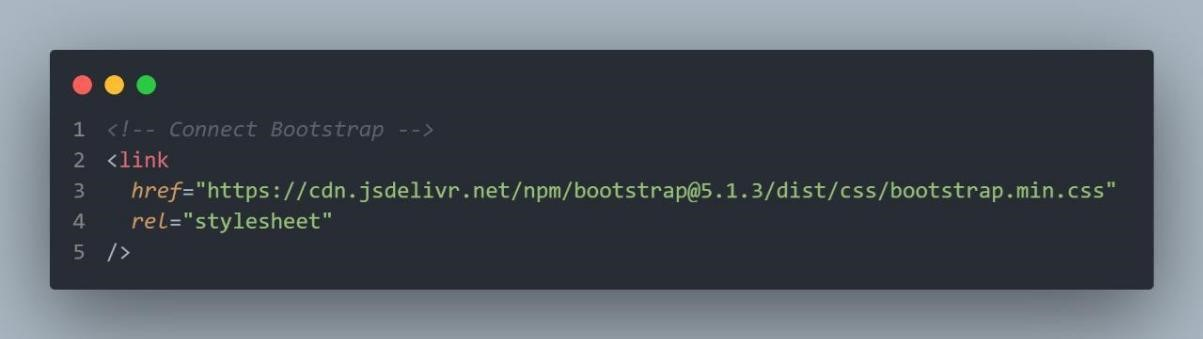 1 <!-- Connect Bootstrap -->
2 <link
3 href="https://cdn.jsdelivr.net/npm/bootstrap@5.1.3/dist/css/bootstrap.min.css"
4 rel="stylesheet"
5 />